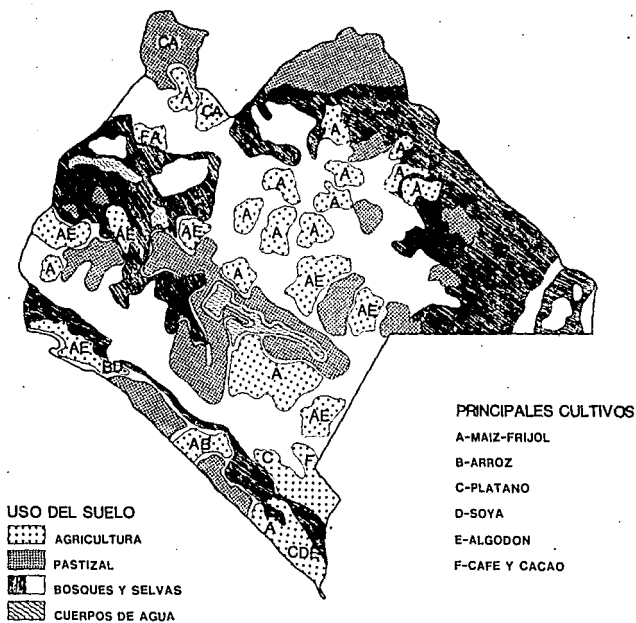 CA
A
CA
FA
A
A
A
A
A
A
A
A
A
A
A
AE
AE
AE
A
A
AE
AE
AE
BD
A
AE
AB
C
F
A
CDE
PRINCIPALES CULTIVOS
A-MAIZ-FRIJOL
B-ARROZ
C-PLATANO
D-SOYA
E-ALGODON
F-CAFE Y CACAO
USO DEL SUELO
AGRICULTURA
PASTIZAL
BOSQUES Y SELVAS
CUERPOS DE AGUA